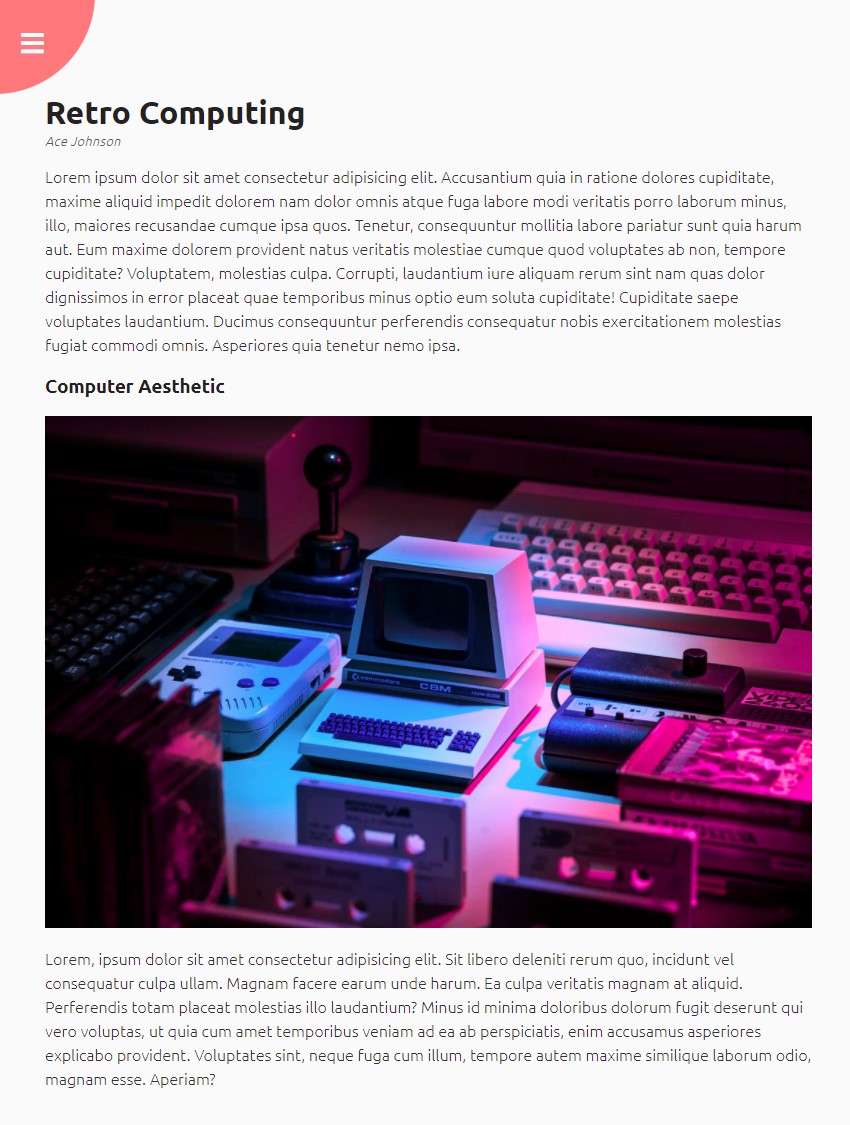 Retro Computing
Ace Johnson
Lorem ipsum dolor sit amet consectetur adipisicing elit. Accusantium quia in ratione dolores cupiditate,
maxime aliquid impedit dolorem nam dolor omnis atque fuga labore modi veritatis porro laborum minus,
illo, maiores recusandae cumque ipsa quos. Tenetur, consequuntur mollitia labore pariatur sunt quia harum
aut. Eum maxime dolorem provident natus veritatis molestiae cumque quod voluptates ab non, tempore
cupiditate? Voluptatem, molestias culpa. Corrupti, laudantium iure aliquam rerum sint nam quas dolor
dignissimos in error placeat quae temporibus minus optio eum soluta cupiditate! Cupiditate saepe
voluptates laudantium. Ducimus consequuntur perferendis consequatur nobis exercitationem molestias
fugiat commodi omnis. Asperiores quia tenetur nemo ipsa.
Computer Aesthetic
GAME BOY
commodore CBM
VIDEO
Lorem, ipsum dolor sit amet consectetur adipisicing elit. Sit libero deleniti rerum quo, incidunt vel
consequatur culpa ullam. Magnam facere earum unde harum. Ea culpa veritatis magnam at aliquid.
Perferendis totam placeat molestias illo laudantium? Minus id minima doloribus dolorum fugit deserunt qui
vero voluptas, ut quia cum amet temporibus veniam ad ea ab perspiciatis, enim accusamus asperiores
explicabo provident. Voluptates sint, neque fuga cum illum, tempore autem maxime similique laborum odio,
magnam esse. Aperiam?